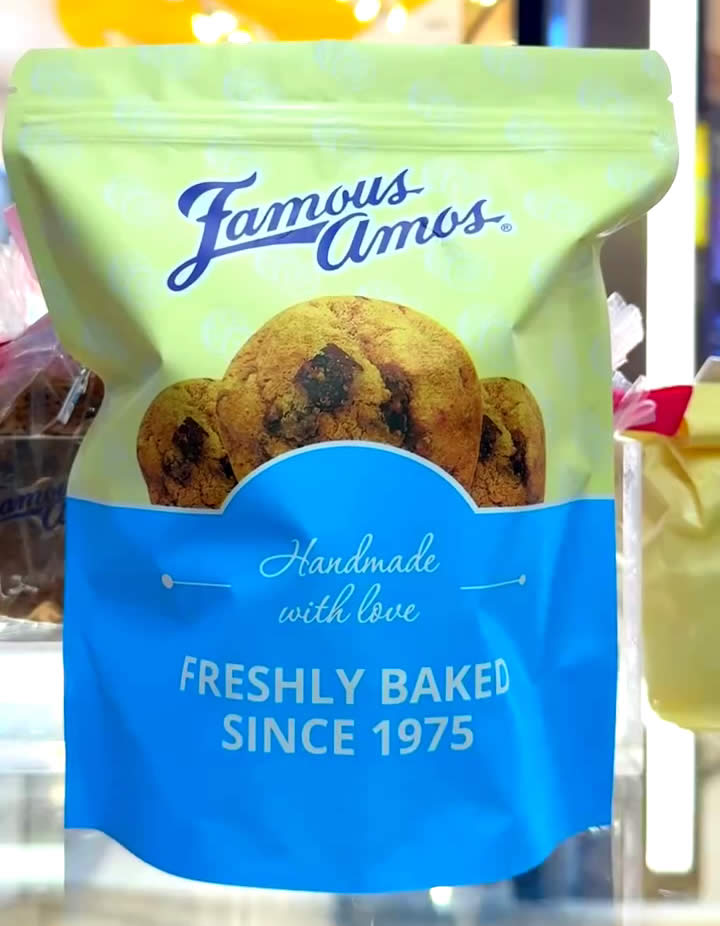 Famous
Amos®
Handmade
with love
FRESHLY BAKED
SINCE 1975